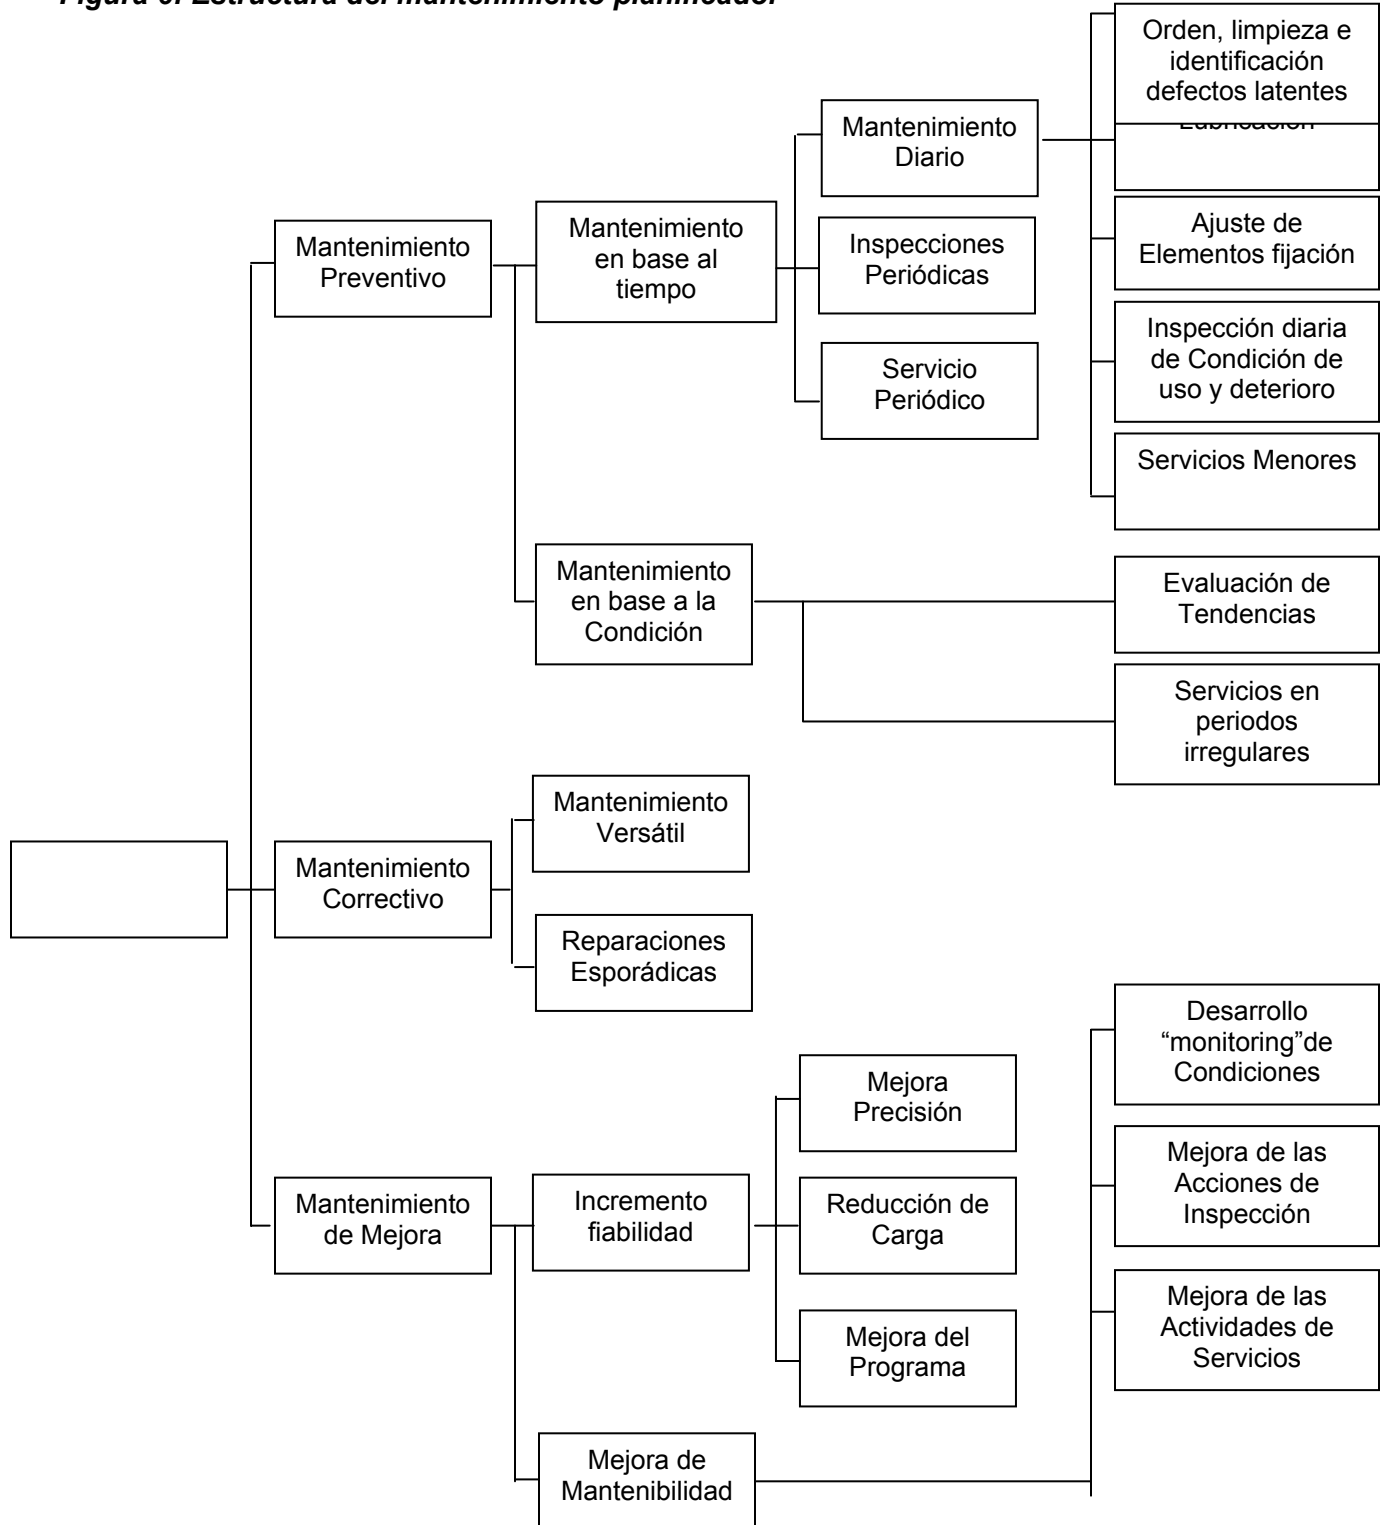 Figura 6. Estructura del mantenimiento planificador
Orden, limpieza e
identificación
defectos latentes
Lubricación
Mantenimiento
Diario
Ajuste de
Elementos fijación
Mantenimiento
Preventivo
Mantenimiento
en base al
tiempo
Inspecciones
Periódicas
Inspección diaria
de Condición de
uso y deterioro
Servicio
Periódico
Servicios Menores
Mantenimiento
en base a la
Condición
Evaluación de
Tendencias
Servicios en
periodos
irregulares
Mantenimiento
Versátil
Mantenimiento
Correctivo
Reparaciones
Esporádicas
Desarrollo
“monitoring”de
Condiciones
Mejora
Precisión
Mejora de las
Acciones de
Inspección
Mantenimiento
de Mejora
Incremento
fiabilidad
Reducción de
Carga
Mejora de las
Actividades de
Servicios
Mejora del
Programa
Mejora de
Mantenibilidad